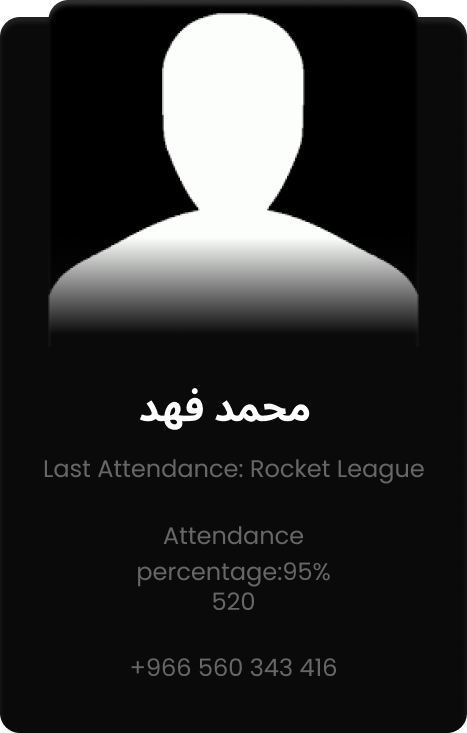 محمد فهد
Last Attendance: Rocket League
Attendance
percentage:95%
520
+966 560 343 416